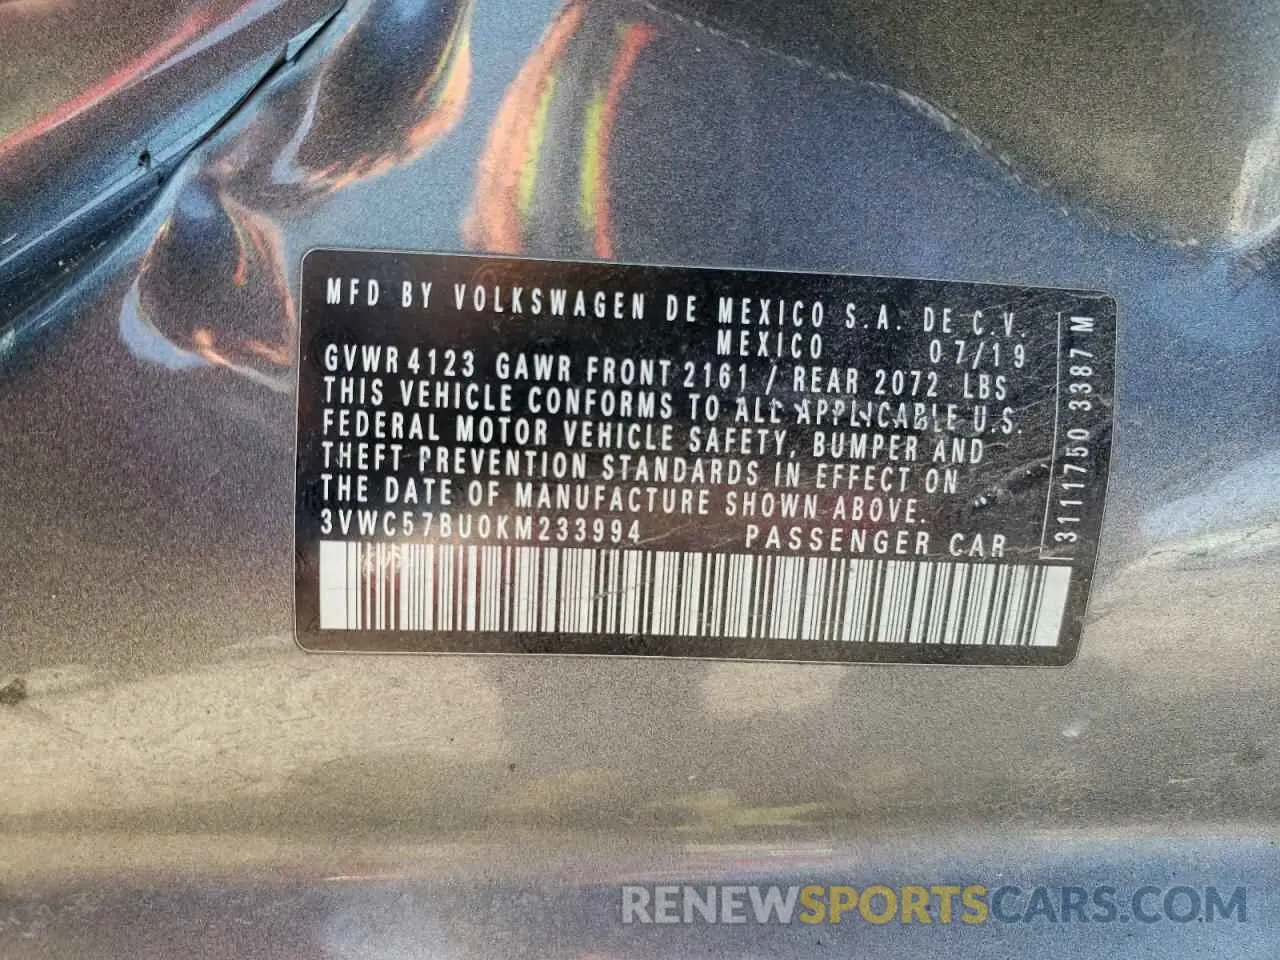 MFD BY VOLKSWAGEN DE MEXICO S.A. DE C.V.
MEXICO 07/19
GVWR 4123 GAWR FRONT 2161 / REAR 2072 LBS
THIS VEHICLE CONFORMS TO ALL APPLICABLE U.S.
FEDERAL MOTOR VEHICLE SAFETY, BUMPER AND
THEFT PREVENTION STANDARDS IN EFFECT ON
THE DATE OF MANUFACTURE SHOWN ABOVE.
3VWC57BU0KM233994 PASSENGER CAR
3111750 3387 M
RENEWSPORTSCARS.COM